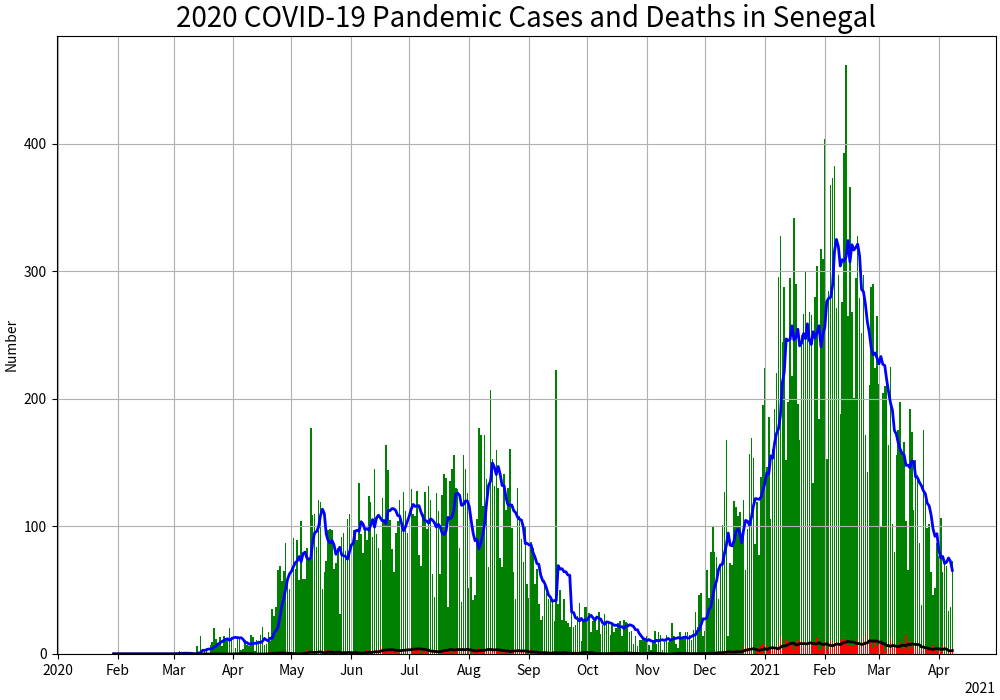 2020 COVID-19 Pandemic Cases and Deaths in Senegal
Number
400
300
200
100
0
2020 Feb Mar Apr May Jun Jul Aug Sep Oct Nov Dec 2021 Feb Mar Apr
2021